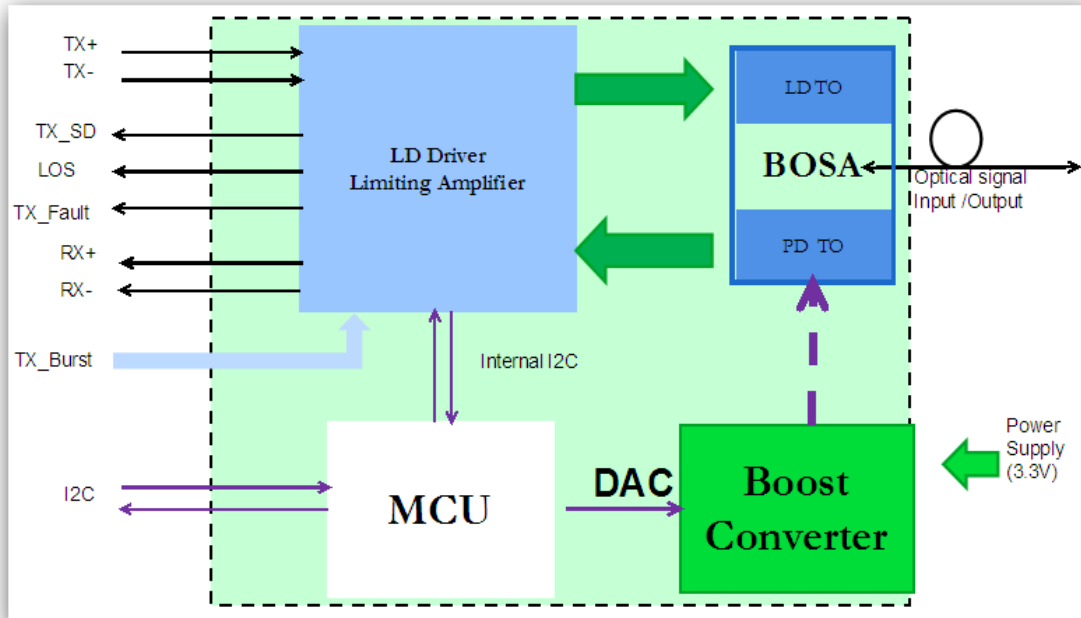 TX+
TX-
TX_SD
LOS
TX_Fault
RX+
RX-
TX_Burst
I2C
LD Driver
Limiting Amplifier
LD TO
BOSA
PD TO
Optical signal
Input /Output
Internal I2C
MCU
DAC
Boost
Converter
Power
Supply
(3.3V)